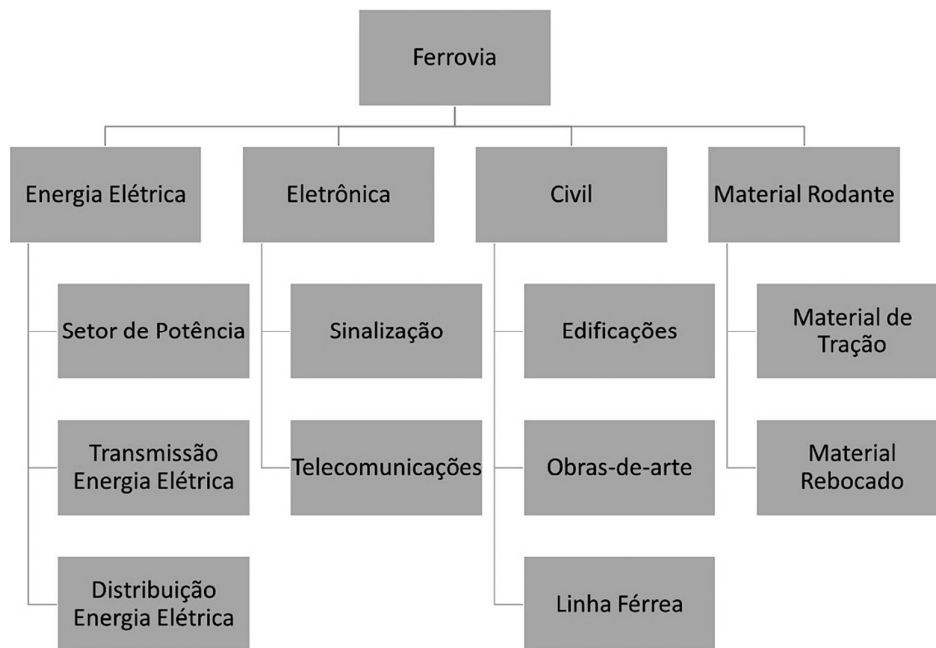 Ferrovia
Energia Elétrica
Eletrônica
Civil
Material Rodante
Setor de Potência
Sinalização
Edificações
Material de
Tração
Transmissão
Energia Elétrica
Telecomunicações
Obras-de-arte
Material
Rebocado
Distribuição
Energia Elétrica
Linha Férrea